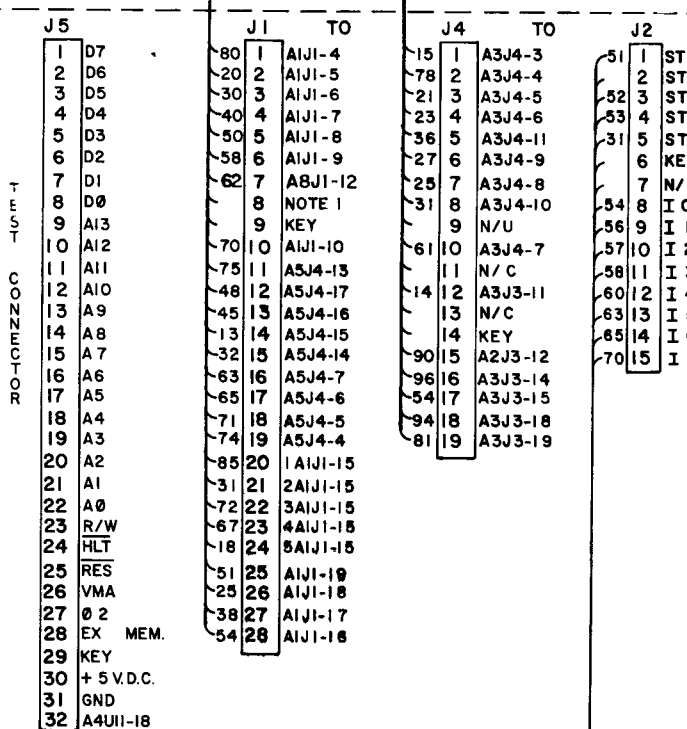 J5
1 D7
2 D6
3 D5
4 D4
5 D3
6 D2
7 D1
8 DØ
9 A13
10 A12
11 A11
12 A10
13 A9
14 A8
15 A7
16 A6
17 A5
18 A4
19 A3
20 A2
21 A1
22 AØ
23 R/W
24 HLT
25 RES
26 VMA
27 Ø2
28 EX MEM.
29 KEY
30 +5 V.D.C.
31 GND
32 A4U11-18
TEST CONNECTOR
J1 TO
80 1 A1J1-4
20 2 A1J1-5
30 3 A1J1-6
40 4 A1J1-7
50 5 A1J1-8
58 6 A1J1-9
62 7 A8J1-12
8 NOTE 1
9 KEY
70 10 A1J1-10
75 11 A5J4-13
48 12 A5J4-17
45 13 A5J4-16
13 14 A5J4-15
32 15 A5J4-14
63 16 A5J4-7
65 17 A5J4-6
71 18 A5J4-5
74 19 A5J4-4
85 20 1A1J1-15
31 21 2A1J1-15
72 22 3A1J1-15
67 23 4A1J1-15
18 24 5A1J1-15
51 25 A1J1-19
25 26 A1J1-18
38 27 A1J1-17
54 28 A1J1-16
J4 TO
15 1 A3J4-3
78 2 A3J4-4
21 3 A3J4-5
23 4 A3J4-6
36 5 A3J4-11
27 6 A3J4-9
25 7 A3J4-8
31 8 A3J4-10
9 N/U
61 10 A3J4-7
11 N/C
14 12 A3J3-11
13 N/C
14 KEY
90 15 A2J3-12
96 16 A3J3-14
54 17 A3J3-15
94 18 A3J3-18
81 19 A3J3-19
J2
51 1 ST
2 ST
52 3 ST
53 4 ST
31 5 ST
6 KE
7 N/
54 8 I
56 9 I
57 10 I 2
58 11 I
60 12 I
63 13 I
65 14 I
70 15 I